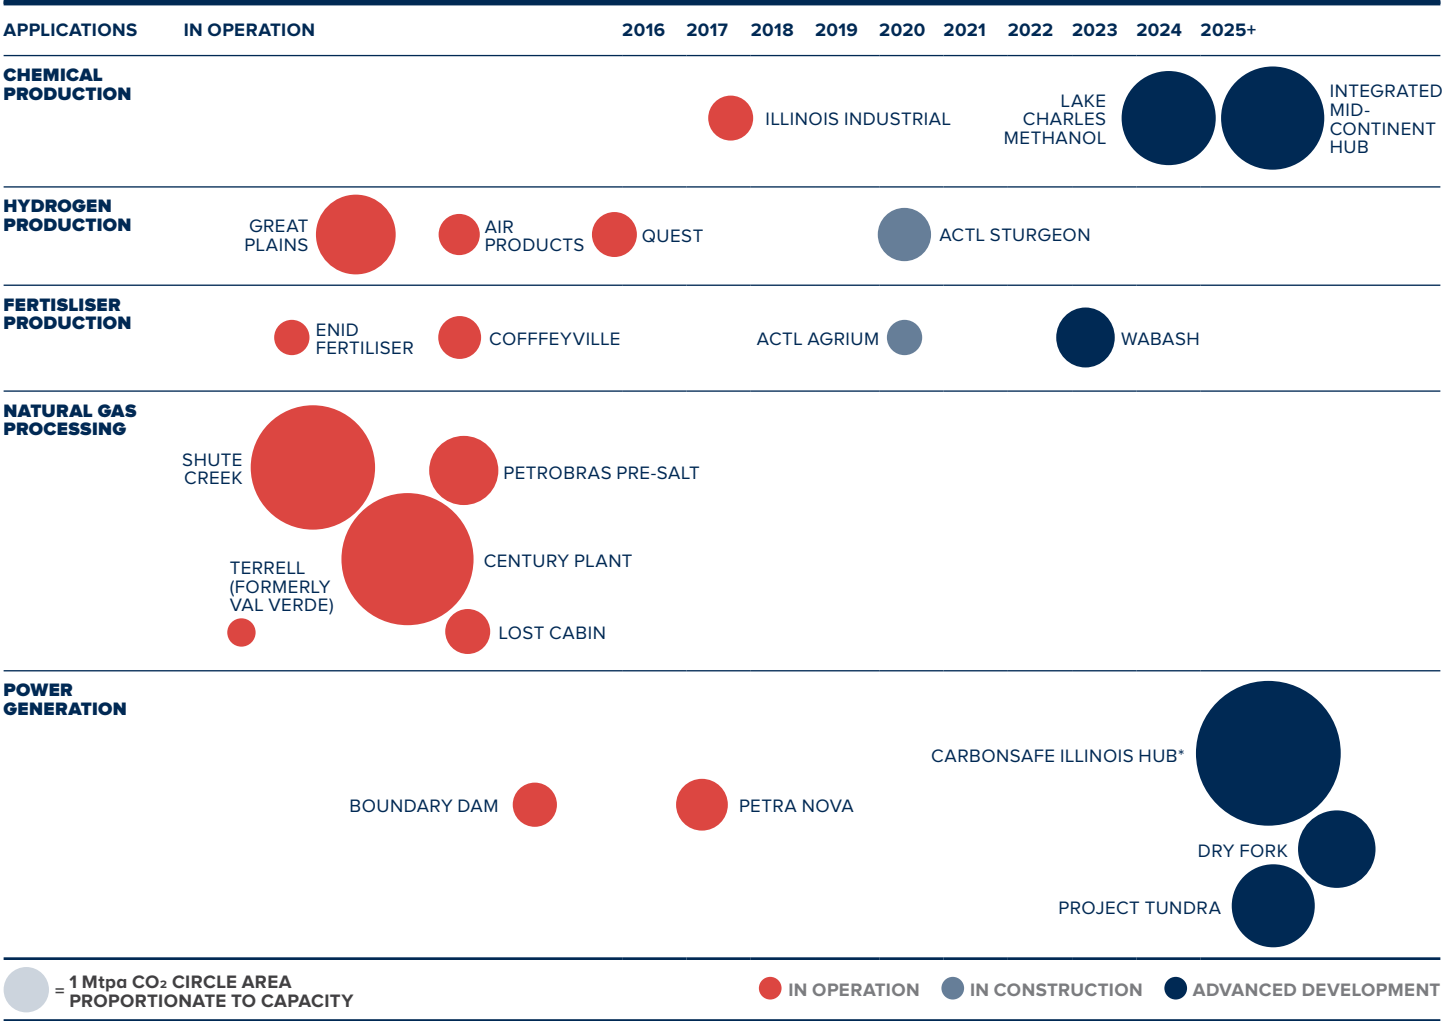 APPLICATIONS IN OPERATION 2016 2017 2018 2019 2020 2021 2022 2023 2024 2025+
CHEMICAL
PRODUCTION
ILLINOIS INDUSTRIAL
LAKE
CHARLES
METHANOL
INTEGRATED
MID-
CONTINENT
HUB
HYDROGEN
PRODUCTION
GREAT
PLAINS
AIR
PRODUCTS
QUEST
ACTL STURGEON
FERTISLISER
PRODUCTION
ENID
FERTILISER
COFFFEYVILLE
ACTL AGRIUM
WABASH
NATURAL GAS
PROCESSING
SHUTE
CREEK
PETROBRAS PRE-SALT
CENTURY PLANT
TERRELL
(FORMERLY
VAL VERDE)
LOST CABIN
POWER
GENERATION
CARBONSAFE ILLINOIS HUB*
BOUNDARY DAM
PETRA NOVA
DRY FORK
PROJECT TUNDRA
= 1 Mtpa CO₂ CIRCLE AREA
PROPORTIONATE TO CAPACITY
IN OPERATION IN CONSTRUCTION ADVANCED DEVELOPMENT